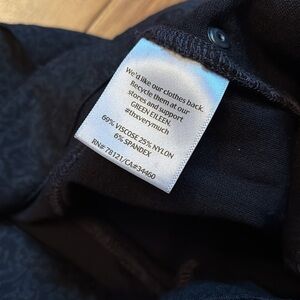 We'd like our clothes back.
Recycle them at our
stores and support
GREEN EILEEN.
#thxverymuch
69% VISCOSE 25% NYLON
6% SPANDEX
RN# 78121/CA#34460